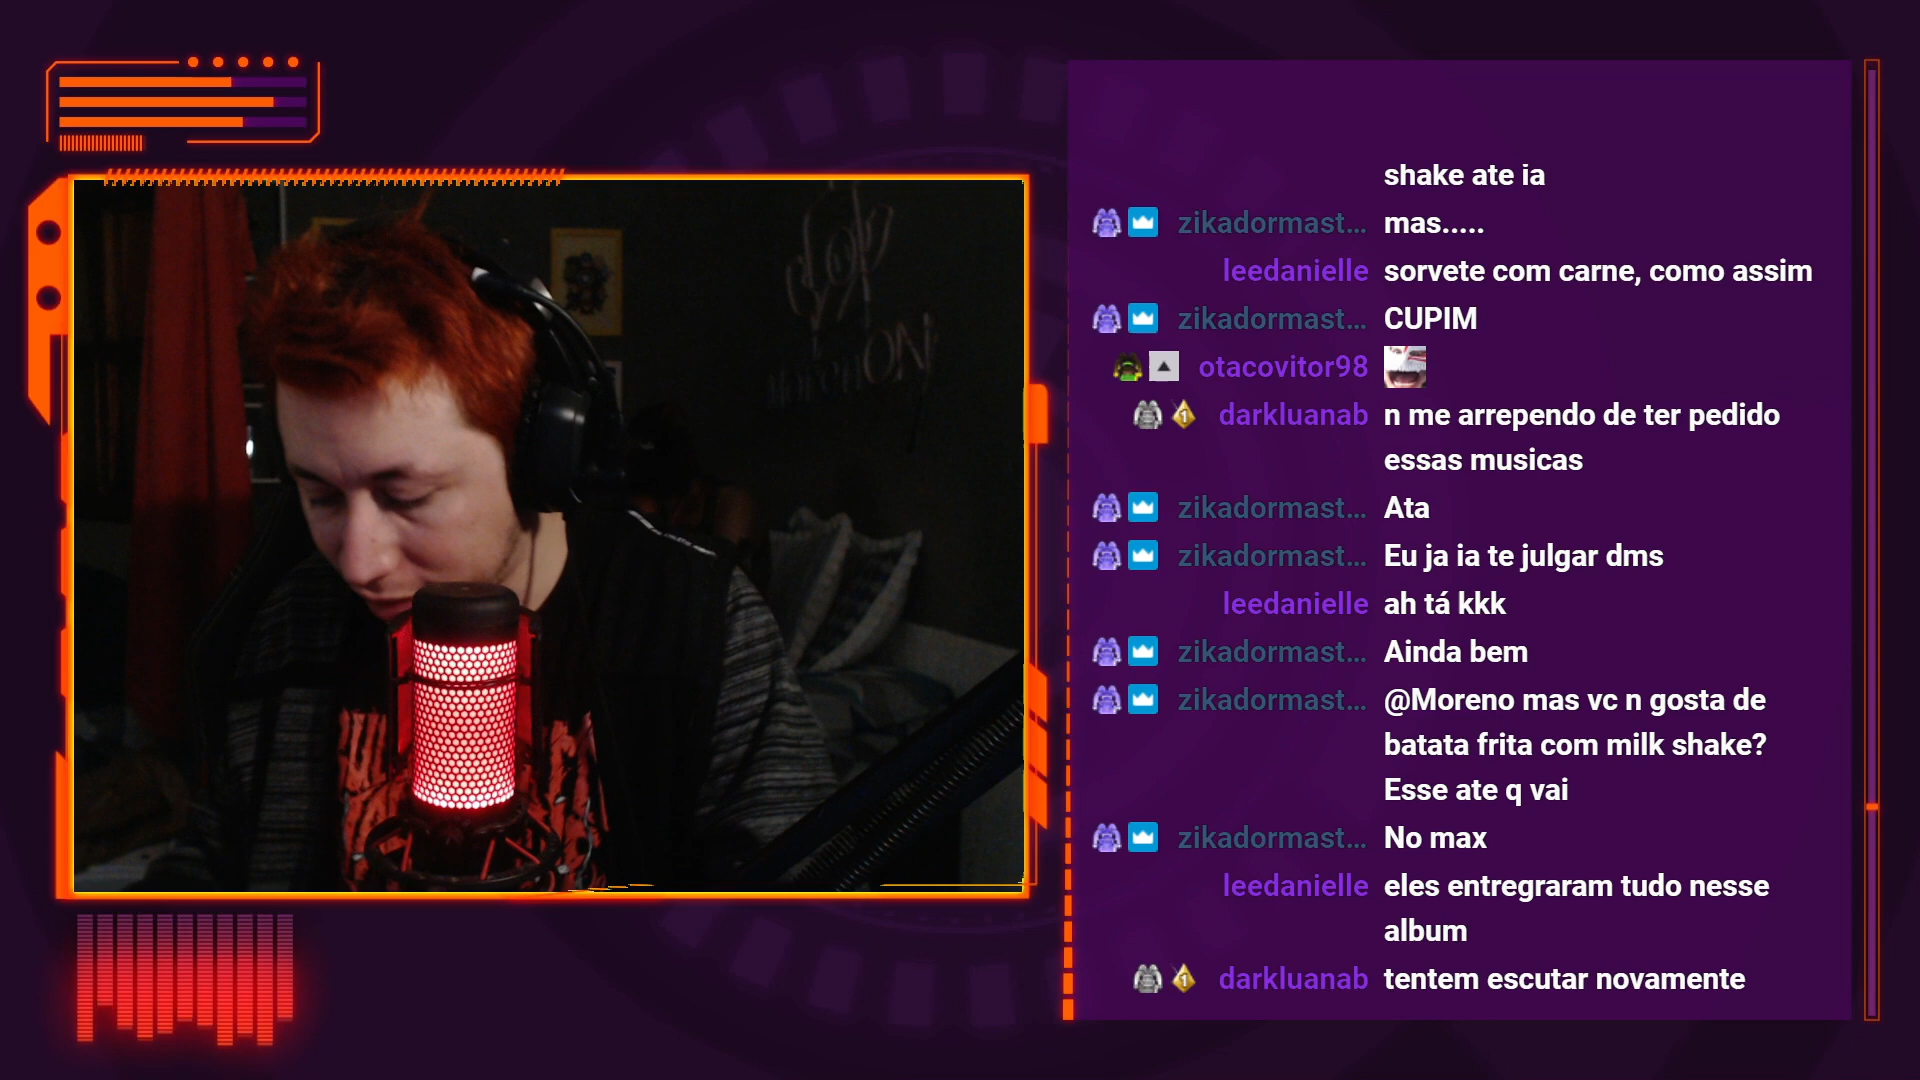 shake ate ia
zikadormast... mas.....
leedanielle sorvete com carne, como assim
zikadormast... CUPIM
otacovitor98
darkluanab n me arrependo de ter pedido
essas musicas
zikadormast... Ata
zikadormast... Eu ja ia te julgar dms
leedanielle ah tá kkk
zikadormast... Ainda bem
zikadormast... @Moreno mas vc n gosta de
batata frita com milk shake?
Esse ate q vai
zikadormast... No max
leedanielle eles entregraram tudo nesse
album
darkluanab tentem escutar novamente